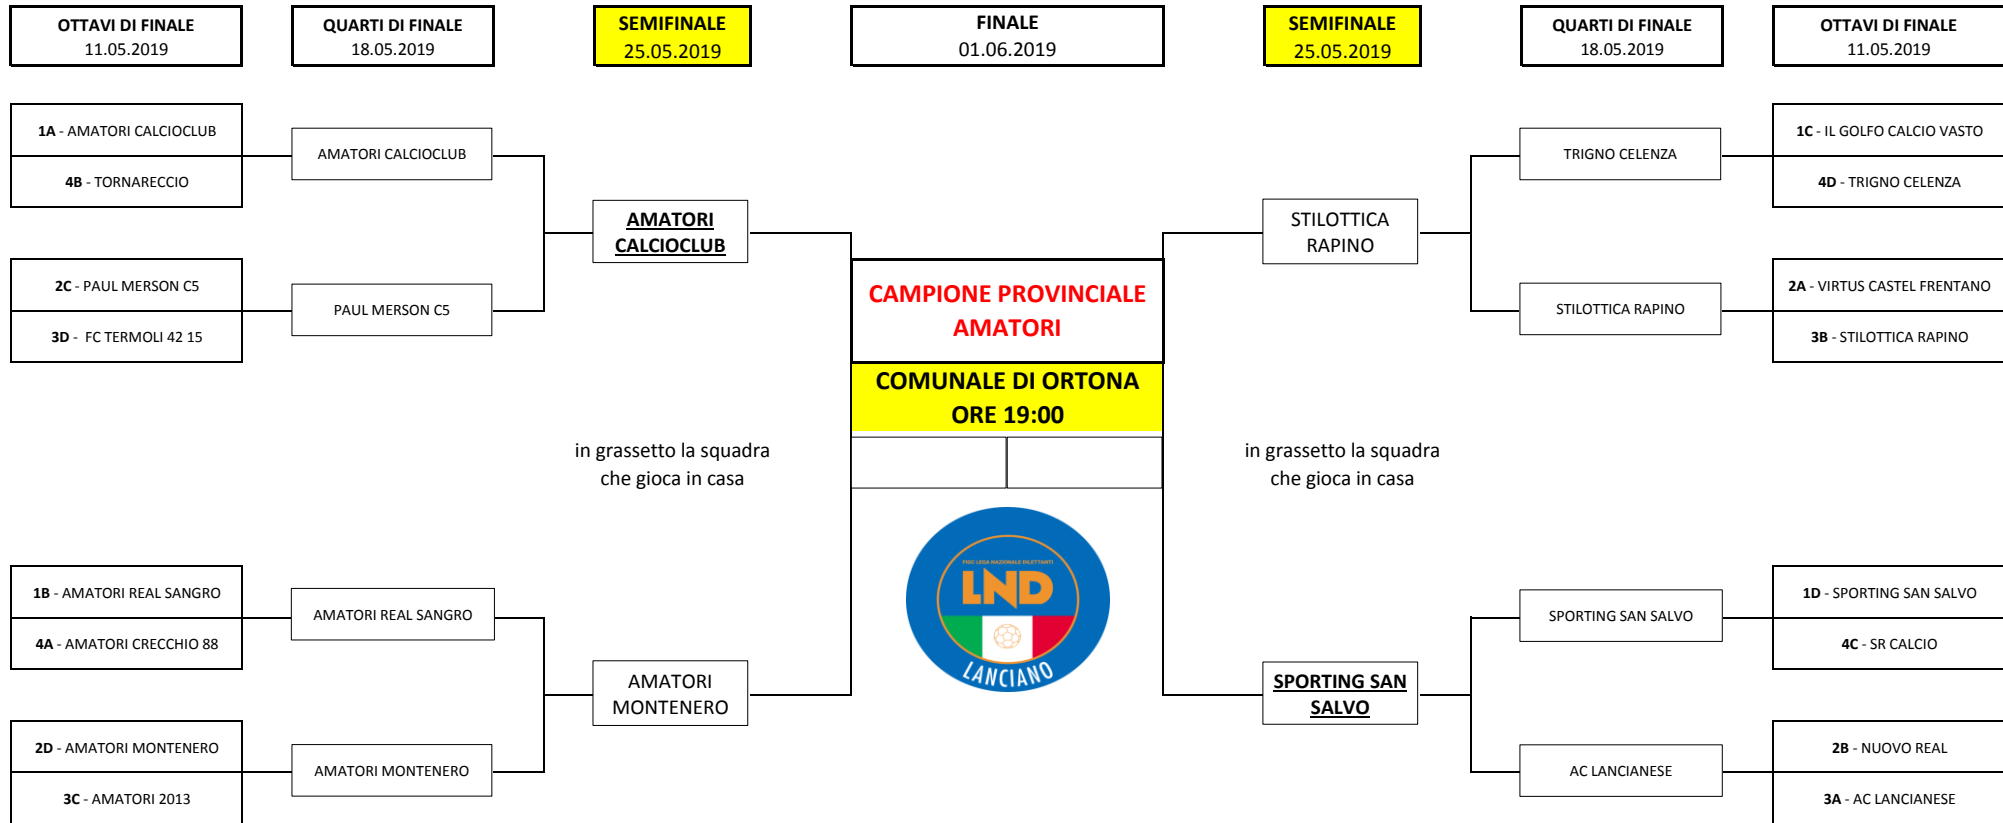 OTTAVI DI FINALE
11.05.2019
QUARTI DI FINALE
18.05.2019
SEMIFINALE
25.05.2019
FINALE
01.06.2019
SEMIFINALE
25.05.2019
QUARTI DI FINALE
18.05.2019
OTTAVI DI FINALE
11.05.2019
1A - AMATORI CALCIOCLUB
4B - TORNARECCIO
AMATORI CALCIOCLUB
2C - PAUL MERSON C5
3D - FC TERMOLI 42 15
PAUL MERSON C5
AMATORI
CALCIOCLUB
1B - AMATORI REAL SANGRO
4A - AMATORI CRECCHIO 88
AMATORI REAL SANGRO
2D - AMATORI MONTENERO
3C - AMATORI 2013
AMATORI MONTENERO
AMATORI
MONTENERO
in grassetto la squadra
che gioca in casa
CAMPIONE PROVINCIALE
AMATORI
COMUNALE DI ORTONA
ORE 19:00
FIGC LEGA NAZIONALE DILETTANTI
LND
LANCIANO
STILOTTICA
RAPINO
in grassetto la squadra
che gioca in casa
SPORTING SAN
SALVO
TRIGNO CELENZA
1C - IL GOLFO CALCIO VASTO
4D - TRIGNO CELENZA
STILOTTICA RAPINO
2A - VIRTUS CASTEL FRENTANO
3B - STILOTTICA RAPINO
SPORTING SAN SALVO
1D - SPORTING SAN SALVO
4C - SR CALCIO
AC LANCIANESE
2B - NUOVO REAL
3A - AC LANCIANESE